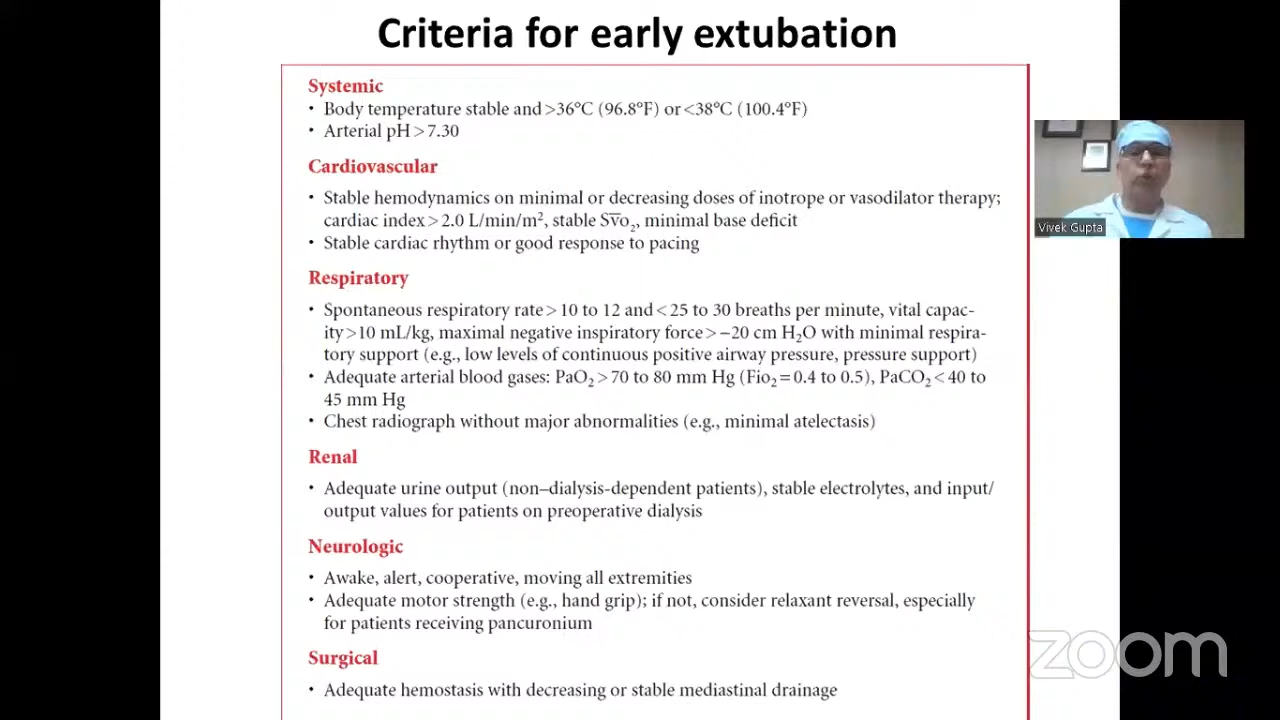 Criteria for early extubation
Systemic
• Body temperature stable and >36°C (96.8°F) or <38°C (100.4°F)
• Arterial pH > 7.30
Cardiovascular
• Stable hemodynamics on minimal or decreasing doses of inotrope or vasodilator therapy;
cardiac index > 2.0 L/min/m², stable Sv̅o₂, minimal base deficit
• Stable cardiac rhythm or good response to pacing
Respiratory
• Spontaneous respiratory rate > 10 to 12 and < 25 to 30 breaths per minute, vital capac-
ity > 10 mL/kg, maximal negative inspiratory force > −20 cm H₂O with minimal respira-
tory support (e.g., low levels of continuous positive airway pressure, pressure support)
• Adequate arterial blood gases: PaO₂ > 70 to 80 mm Hg (Fio₂ = 0.4 to 0.5), PaCO₂ < 40 to
45 mm Hg
• Chest radiograph without major abnormalities (e.g., minimal atelectasis)
Renal
• Adequate urine output (non–dialysis-dependent patients), stable electrolytes, and input/
output values for patients on preoperative dialysis
Neurologic
• Awake, alert, cooperative, moving all extremities
• Adequate motor strength (e.g., hand grip); if not, consider relaxant reversal, especially
for patients receiving pancuronium
Surgical
• Adequate hemostasis with decreasing or stable mediastinal drainage
Vivek Gupta
zoom